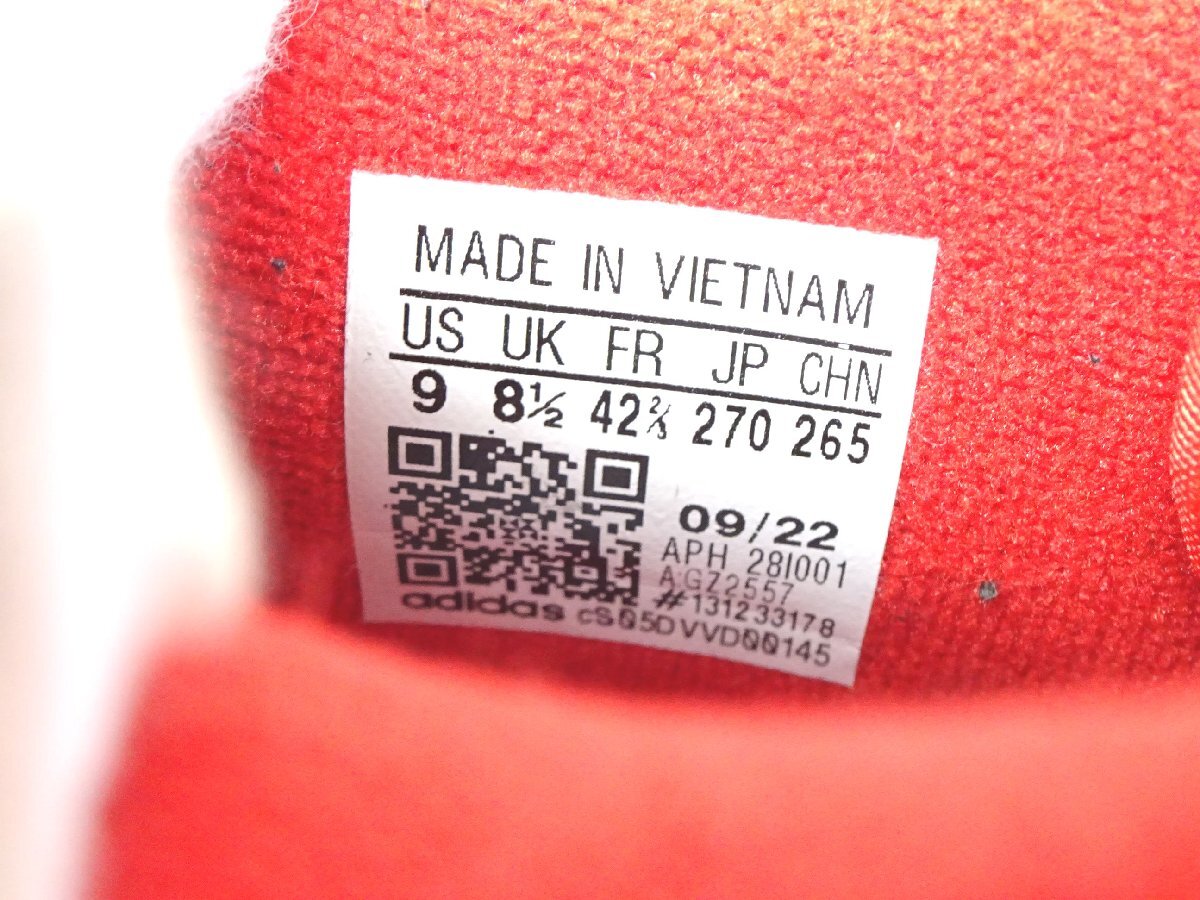 MADE IN VIETNAM
US UK FR JP CHN
9 8½ 42⅔ 270 265
09/22
APH 28I001
A:GZ2557
#131233178
adidas cS05DVVD00145